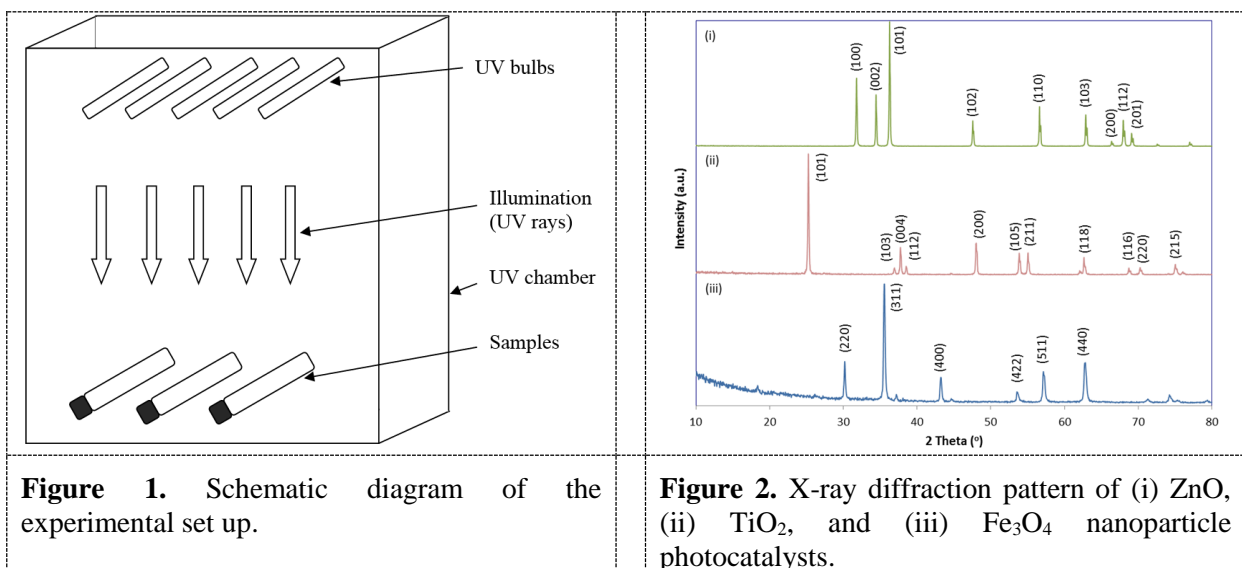 UV bulbs
Illumination
(UV rays)
UV chamber
Samples
Figure 1. Schematic diagram of the
experimental set up.
(i)
(100)
(002)
(101)
(102)
(110)
(103)
(200)
(112)
(201)
(ii)
(101)
(103)
(004)
(112)
(200)
(105)
(211)
(118)
(116)
(220)
(215)
(iii)
(220)
(311)
(400)
(422)
(511)
(440)
Intensity (a.u.)
10 20 30 40 50 60 70 80
2 Theta (º)
Figure 2. X-ray diffraction pattern of (i) ZnO,
(ii) TiO₂, and (iii) Fe₃O₄ nanoparticle
photocatalysts.